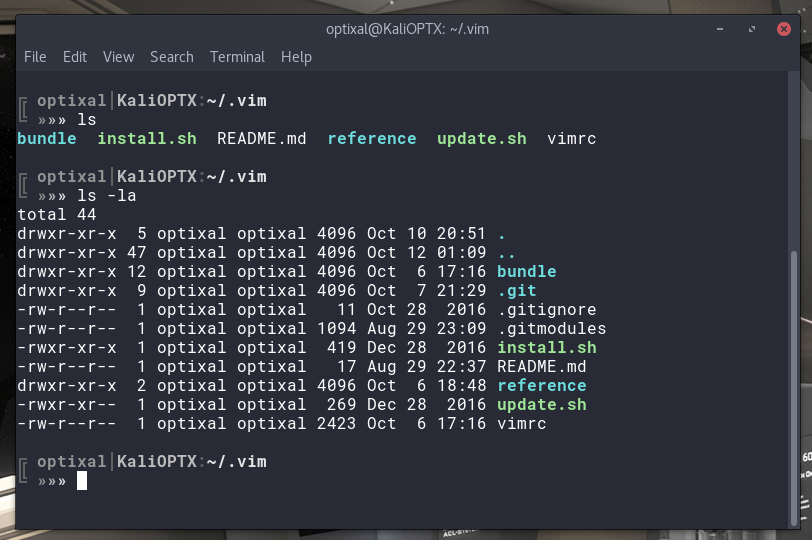 optixal@KaliOPTX: ~/.vim
File Edit View Search Terminal Help
╔ optixal|KaliOPTX:~/.vim
╚ »»» ls
bundle  install.sh  README.md  reference  update.sh  vimrc
╔ optixal|KaliOPTX:~/.vim
╚ »»» ls -la
total 44
drwxr-xr-x  5 optixal optixal 4096 Oct 10 20:51 .
drwxr-xr-x 47 optixal optixal 4096 Oct 12 01:09 ..
drwxr-xr-x 12 optixal optixal 4096 Oct  6 17:16 bundle
drwxr-xr-x  9 optixal optixal 4096 Oct  7 21:29 .git
-rw-r--r--  1 optixal optixal   11 Oct 28  2016 .gitignore
-rw-r--r--  1 optixal optixal 1094 Aug 29 23:09 .gitmodules
-rwxr-xr-x  1 optixal optixal  419 Dec 28  2016 install.sh
-rw-r--r--  1 optixal optixal   17 Aug 29 22:37 README.md
drwxr-xr-x  2 optixal optixal 4096 Oct  6 18:48 reference
-rwxr-xr--  1 optixal optixal  269 Dec 28  2016 update.sh
-rw-r--r--  1 optixal optixal 2423 Oct  6 17:16 vimrc
╔ optixal|KaliOPTX:~/.vim
╚ »»»